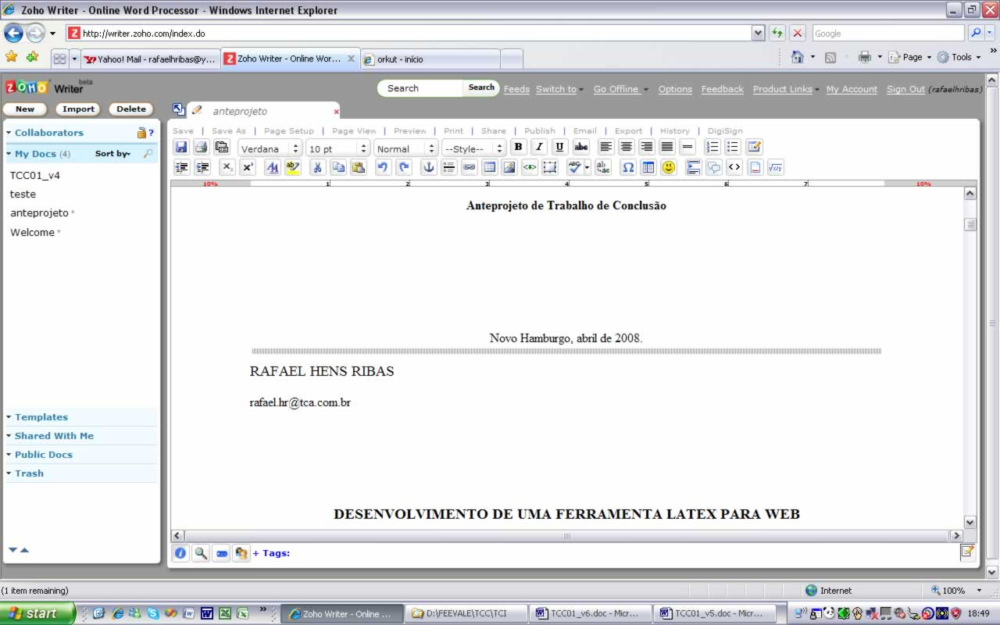 Zoho Writer - Online Word Processor - Windows Internet Explorer
http://writer.zoho.com/index.do
Google
Yahoo! Mail - rafaelhribas@y...
Zoho Writer - Online Wor...
orkut - início
Page
Tools
ZOHO Writer beta
Search
Search
Feeds
Switch to
Go Offline
Options
Feedback
Product Links
My Account
Sign Out (rafaelhribas)
New
Import
Delete
anteprojeto
Collaborators
?
My Docs (4)
Sort by
TCC01_v4
teste
anteprojeto *
Welcome *
Templates
Shared With Me
Public Docs
Trash
Save | Save As | Page Setup | Page View | Preview | Print | Share | Publish | Email | Export | History | DigiSign
Verdana
10 pt
Normal
--Style--
B I U abc
10% 1 2 3 4 5 6 7 10%
Anteprojeto de Trabalho de Conclusão
Novo Hamburgo, abril de 2008.
RAFAEL HENS RIBAS
rafael.hr@tca.com.br
DESENVOLVIMENTO DE UMA FERRAMENTA LATEX PARA WEB
+ Tags:
(1 item remaining)
Internet
100%
start
Zoho Writer - Online ...
D:\FEEVALE\TCC\TCI
TCC01_v6.doc - Micr...
TCC01_v5.doc - Micr...
18:49